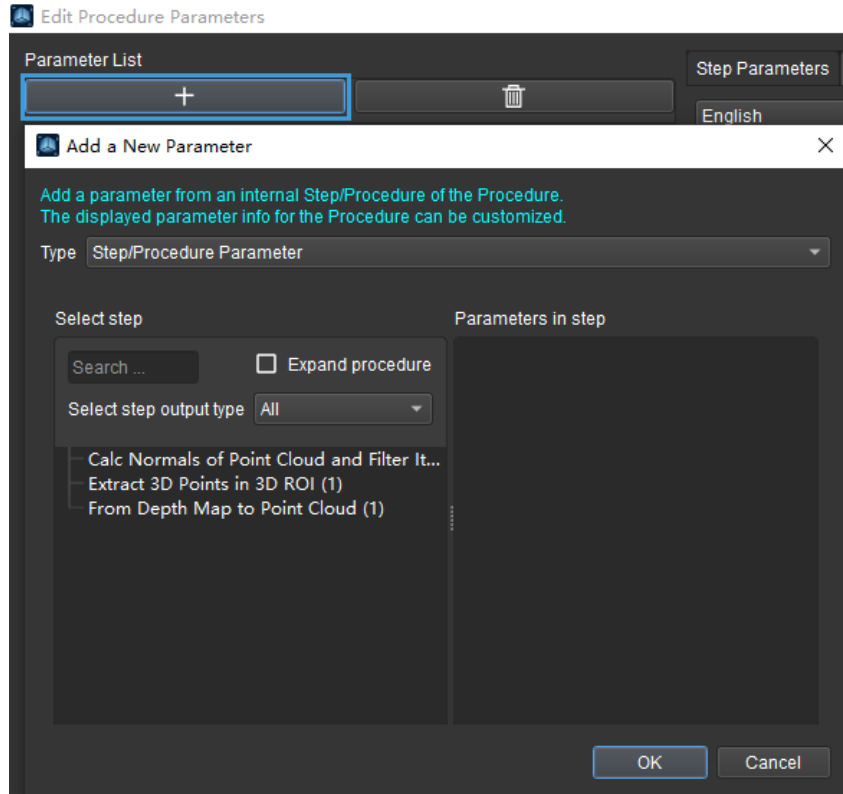 Edit Procedure Parameters
Parameter List
Step Parameters
English
Add a New Parameter
Add a parameter from an internal Step/Procedure of the Procedure.
The displayed parameter info for the Procedure can be customized.
Type Step/Procedure Parameter
Select step
Parameters in step
Search ... Expand procedure
Select step output type All
Calc Normals of Point Cloud and Filter It...
Extract 3D Points in 3D ROI (1)
From Depth Map to Point Cloud (1)
OK Cancel